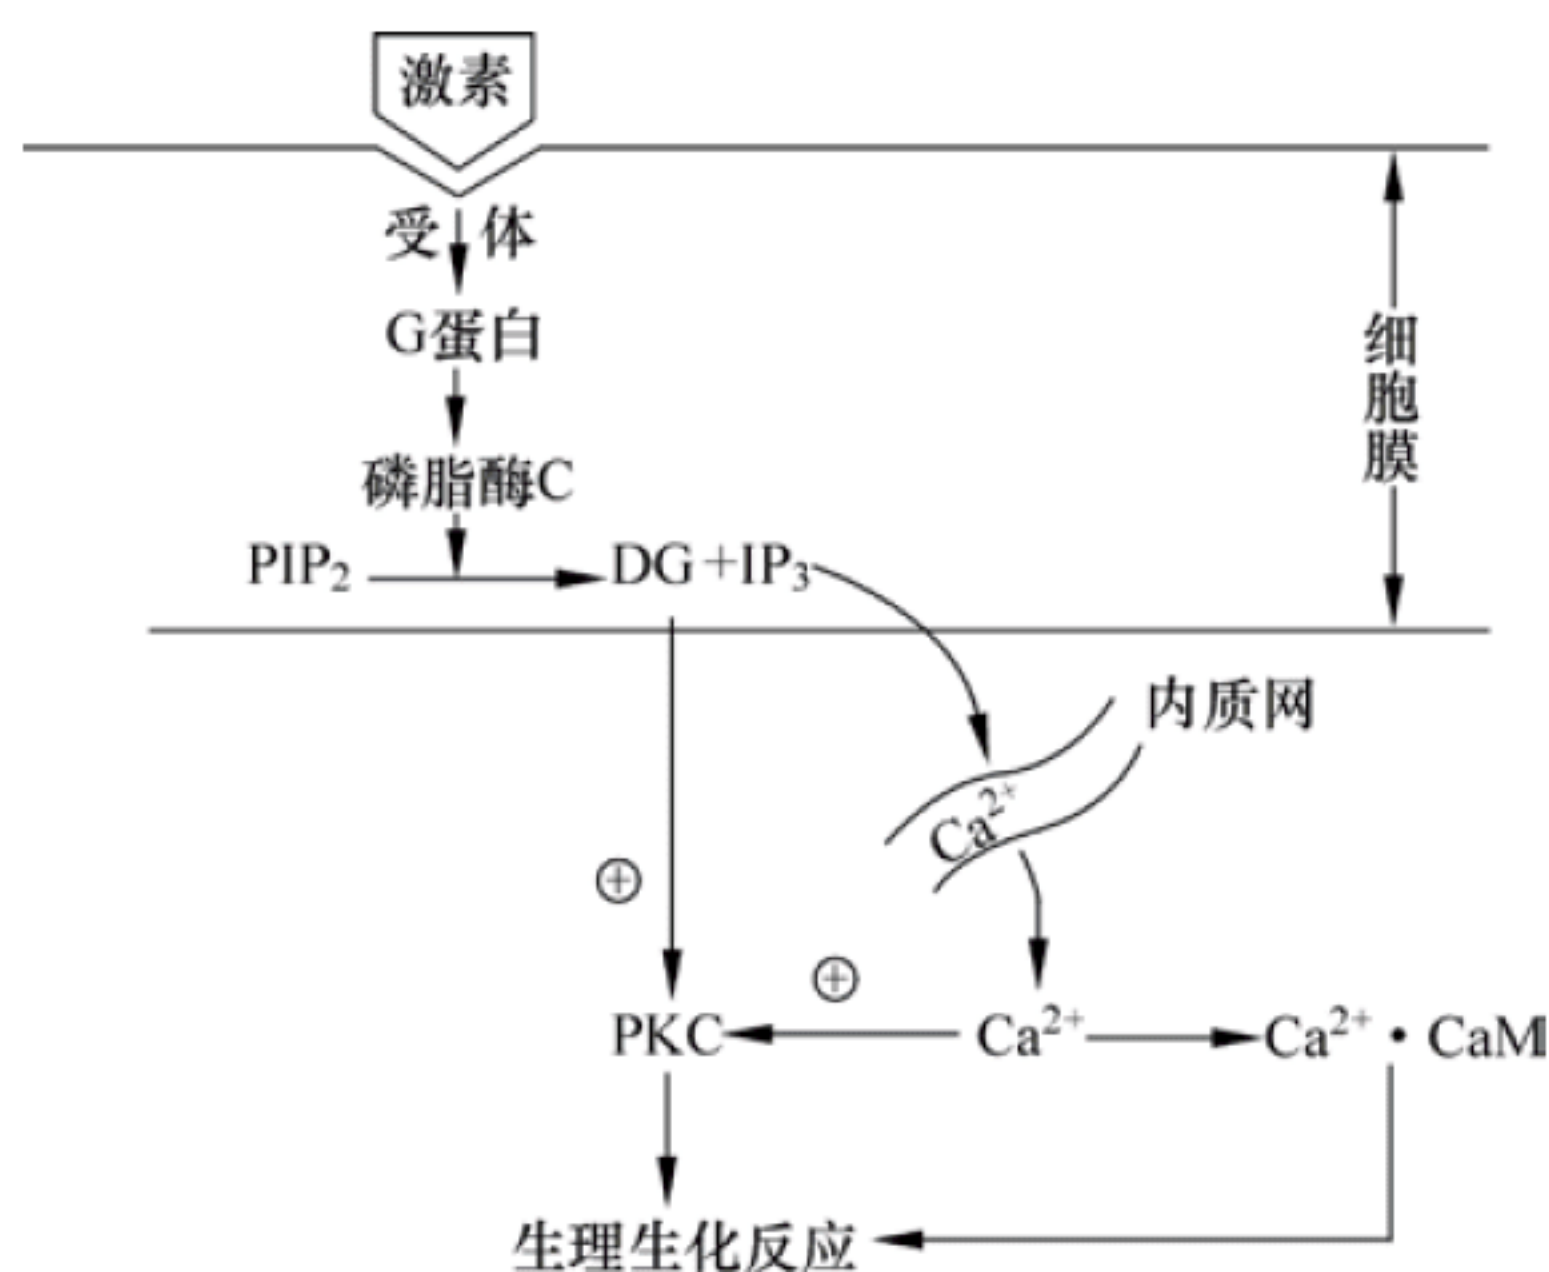 激素
受体
G蛋白
磷脂酶C
PIP₂ DG+IP₃
细胞膜
内质网
Ca²⁺
⊕
⊕
PKC Ca²⁺ Ca²⁺·CaM
生理生化反应